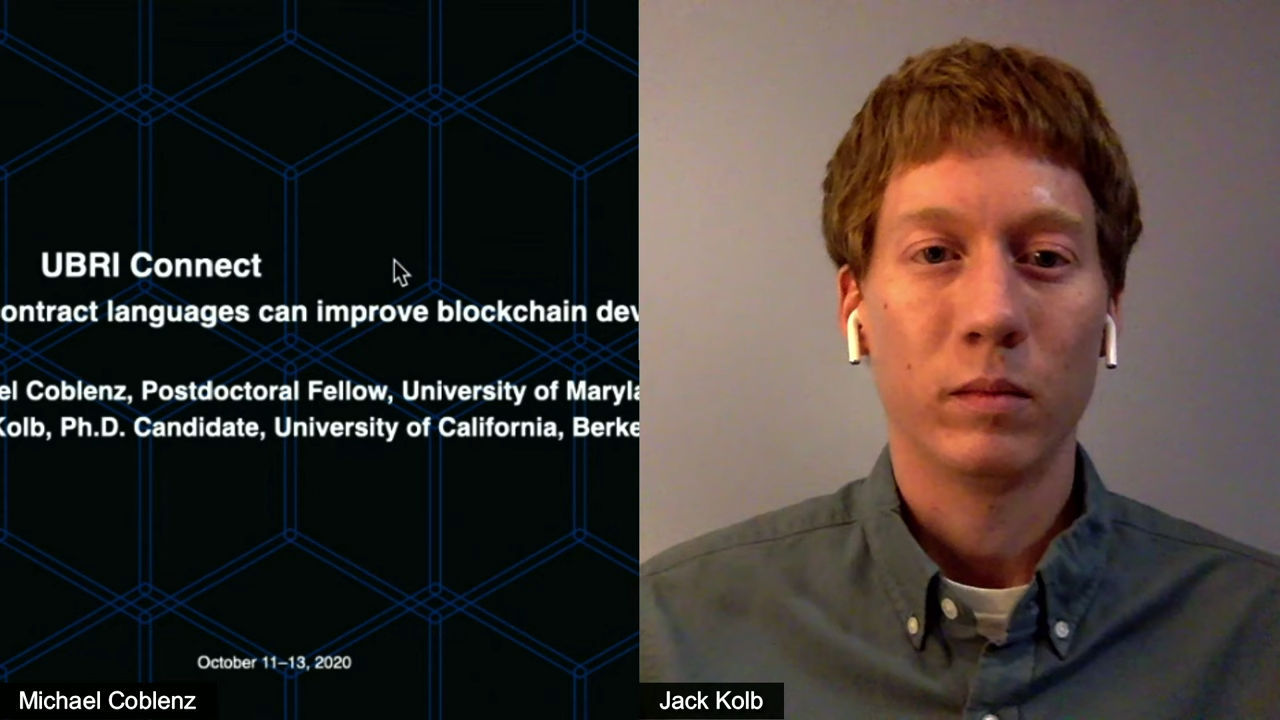 UBRI Connect
ontract languages can improve blockchain dev
el Coblenz, Postdoctoral Fellow, University of Maryla
Kolb, Ph.D. Candidate, University of California, Berke
October 11–13, 2020
Michael Coblenz
Jack Kolb